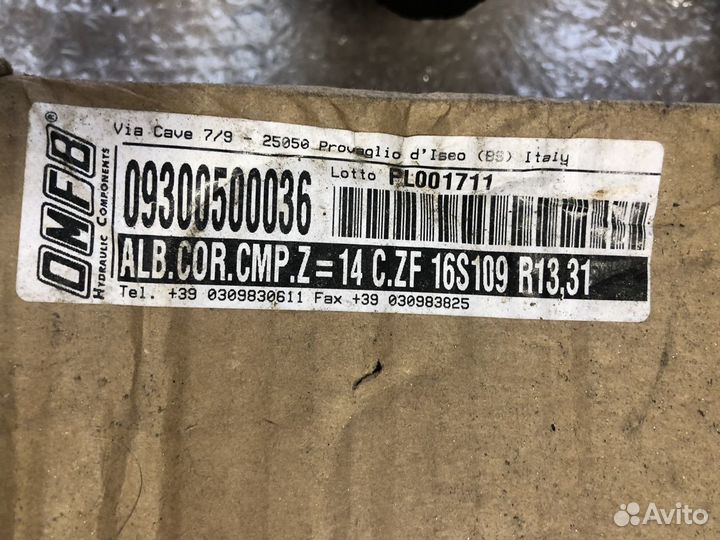 Via Cave 7/9 - 25050 Provaglio d'Iseo (BS) Italy
OMFB®
HYDRAULIC COMPONENTS
09300500036
Lotto PL001711
ALB.COR.CMP.Z=14 C.ZF 16S109 R13,31
Tel. +39 0309830611 Fax +39 030983825
Avito